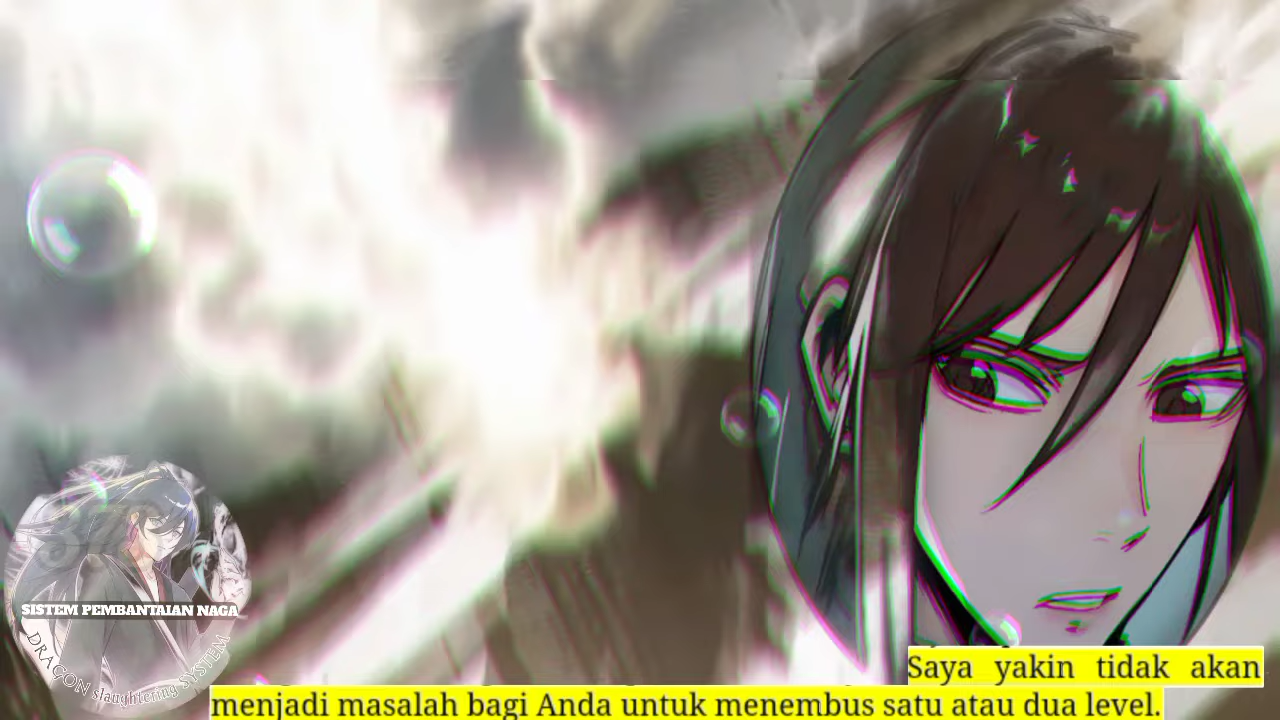 SISTEM PEMBANTAIAN NAGA
DRAGON slaughtering SYSTEM
Saya yakin tidak akan
menjadi masalah bagi Anda untuk menembus satu atau dua level.